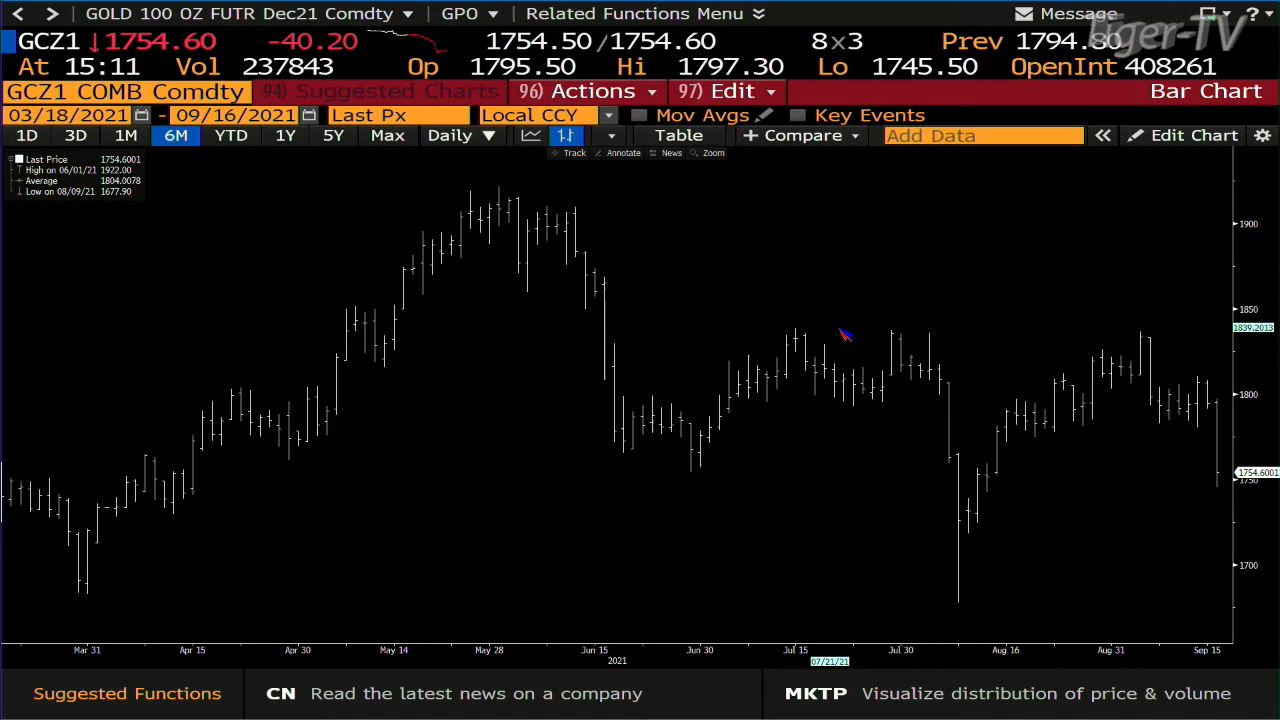 GOLD 100 OZ FUTR Dec21 Comdty GPO Related Functions Menu Message ?
Tiger-TV
GCZ1 1754.60 -40.20 1754.50/1754.60 8x3 Prev 1794.80
At 15:11 Vol 237843 Op 1795.50 Hi 1797.30 Lo 1745.50 OpenInt 408261
GCZ1 COMB Comdty 94) Suggested Charts 96) Actions 97) Edit Bar Chart
03/18/2021 - 09/16/2021 Last Px Local CCY Mov Avgs Key Events
1D 3D 1M 6M YTD 1Y 5Y Max Daily Table + Compare Add Data Edit Chart
Track Annotate News Zoom
Last Price 1754.6001
High on 06/01/21 1922.00
Average 1804.0078
Low on 08/09/21 1677.90
1900
1850
1839.2013
1800
1754.6001
1750
1700
Mar 31 Apr 15 Apr 30 May 14 May 28 Jun 15 Jun 30 Jul 15 Jul 30 Aug 16 Aug 31 Sep 15
2021 07/21/21
Suggested Functions CN Read the latest news on a company MKTP Visualize distribution of price & volume